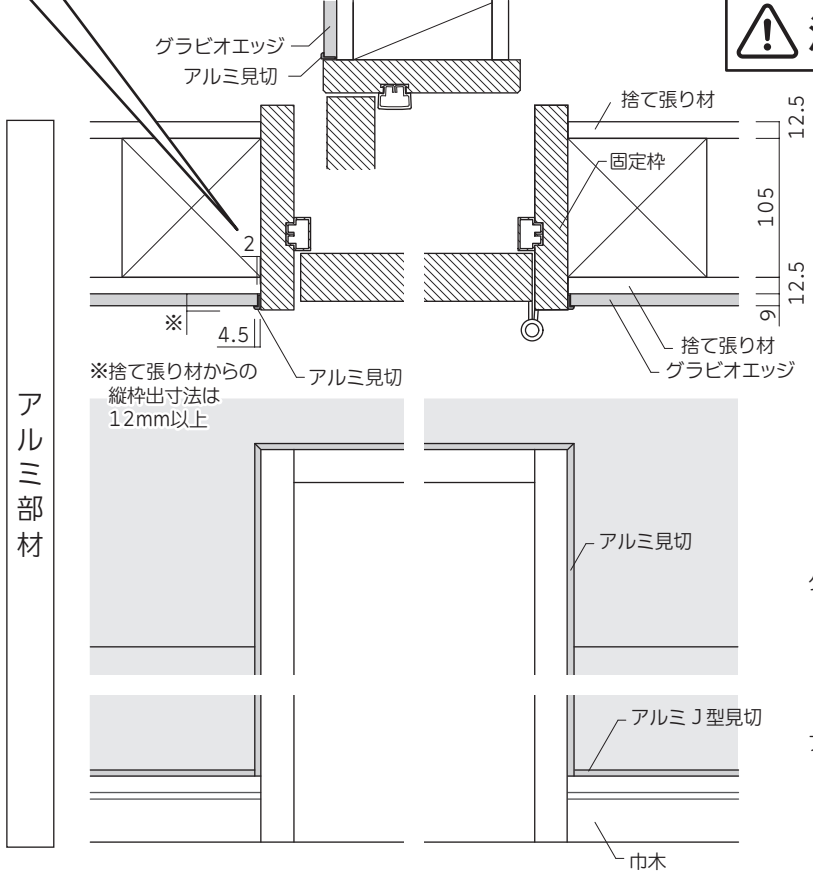 グラビオエッジ
アルミ見切
捨て張り材
固定枠
12.5
105
12.5
9
2
※
4.5
アルミ見切
捨て張り材
グラビオエッジ
※捨て張り材からの
縦枠出寸法は
12mm以上
アルミ部材
アルミ見切
アルミJ型見切
巾木